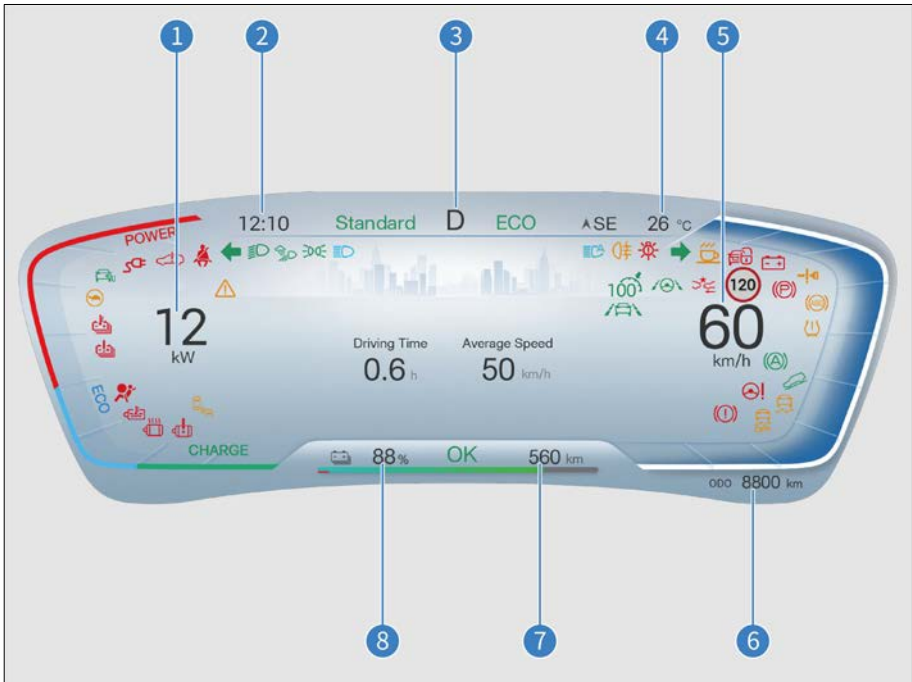 1 2 3 4 5
12:10 Standard D ECO SE 26 °C
POWER
100
120
12
kW
60
km/h
Driving Time Average Speed
0.6 h 50 km/h
ECO
CHARGE
88% OK 560 km
ODO 8800 km
8 7 6